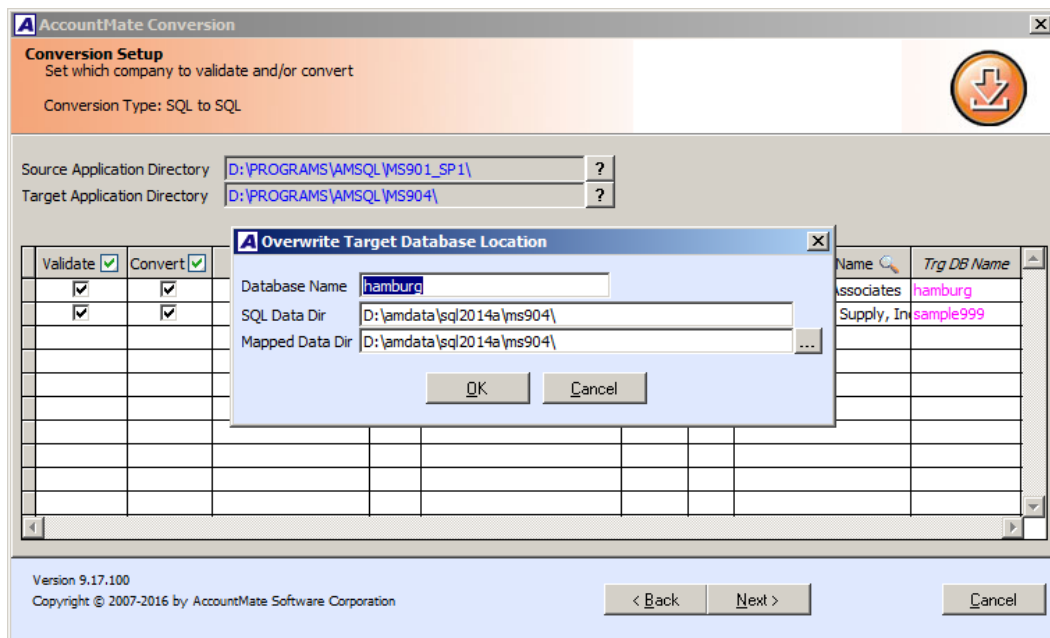 AccountMate Conversion
Conversion Setup
Set which company to validate and/or convert
Conversion Type: SQL to SQL
Source Application Directory D:\PROGRAMS\AMSQL\MS901_SP1\ ?
Target Application Directory D:\PROGRAMS\AMSQL\MS904\ ?
Overwrite Target Database Location
Validate Convert Name Trg DB Name
Database Name hamburg
Associates hamburg
SQL Data Dir D:\amdata\sql2014a\ms904\
Supply, Inc sample999
Mapped Data Dir D:\amdata\sql2014a\ms904\ ...
OK Cancel
Version 9.17.100
Copyright © 2007-2016 by AccountMate Software Corporation
< Back Next > Cancel